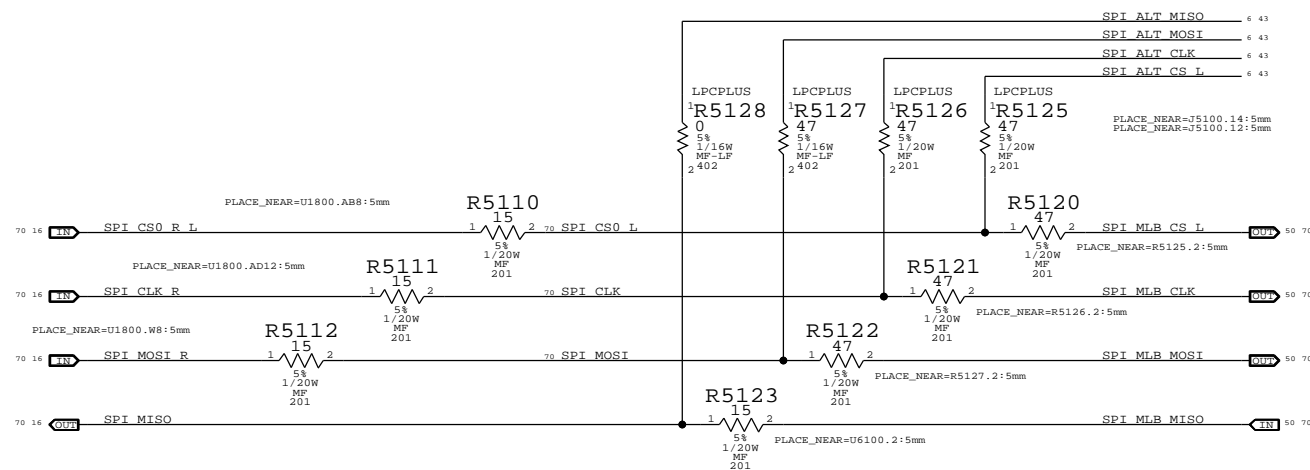 SPI_ALT_MISO 6 43
SPI_ALT_MOSI 6 43
SPI_ALT_CLK 6 43
SPI_ALT_CS_L 6 43
LPCPLUS LPCPLUS LPCPLUS LPCPLUS
1 R5128 1 R5127 1 R5126 1 R5125
0 47 47 47
5% 5% 5% 5%
1/16W 1/16W 1/20W 1/20W
MF-LF MF-LF MF MF
2 402 2 402 2 201 2 201
PLACE_NEAR=J5100.14:5mm
PLACE_NEAR=J5100.12:5mm
PLACE_NEAR=U1800.AB8:5mm
R5110 R5120
15 47
70 16 IN SPI_CS0_R_L 1 2 70 SPI_CS0_L 1 2 SPI_MLB_CS_L OUT 50 70
5% 5%
1/20W 1/20W
MF MF
201 201
PLACE_NEAR=R5125.2:5mm
PLACE_NEAR=U1800.AD12:5mm
R5111 R5121
15 47
70 16 IN SPI_CLK_R 1 2 70 SPI_CLK 1 2 SPI_MLB_CLK OUT 50 70
5% 5%
1/20W 1/20W
MF MF
201 201
PLACE_NEAR=R5126.2:5mm
PLACE_NEAR=U1800.W8:5mm
R5112 R5122
15 47
70 16 IN SPI_MOSI_R 1 2 70 SPI_MOSI 1 2 SPI_MLB_MOSI OUT 50 70
5% 5%
1/20W 1/20W
MF MF
201 201
PLACE_NEAR=R5127.2:5mm
R5123
15
70 16 OUT SPI_MISO 1 2 SPI_MLB_MISO IN 50 70
5%
1/20W
MF
201
PLACE_NEAR=U6100.2:5mm